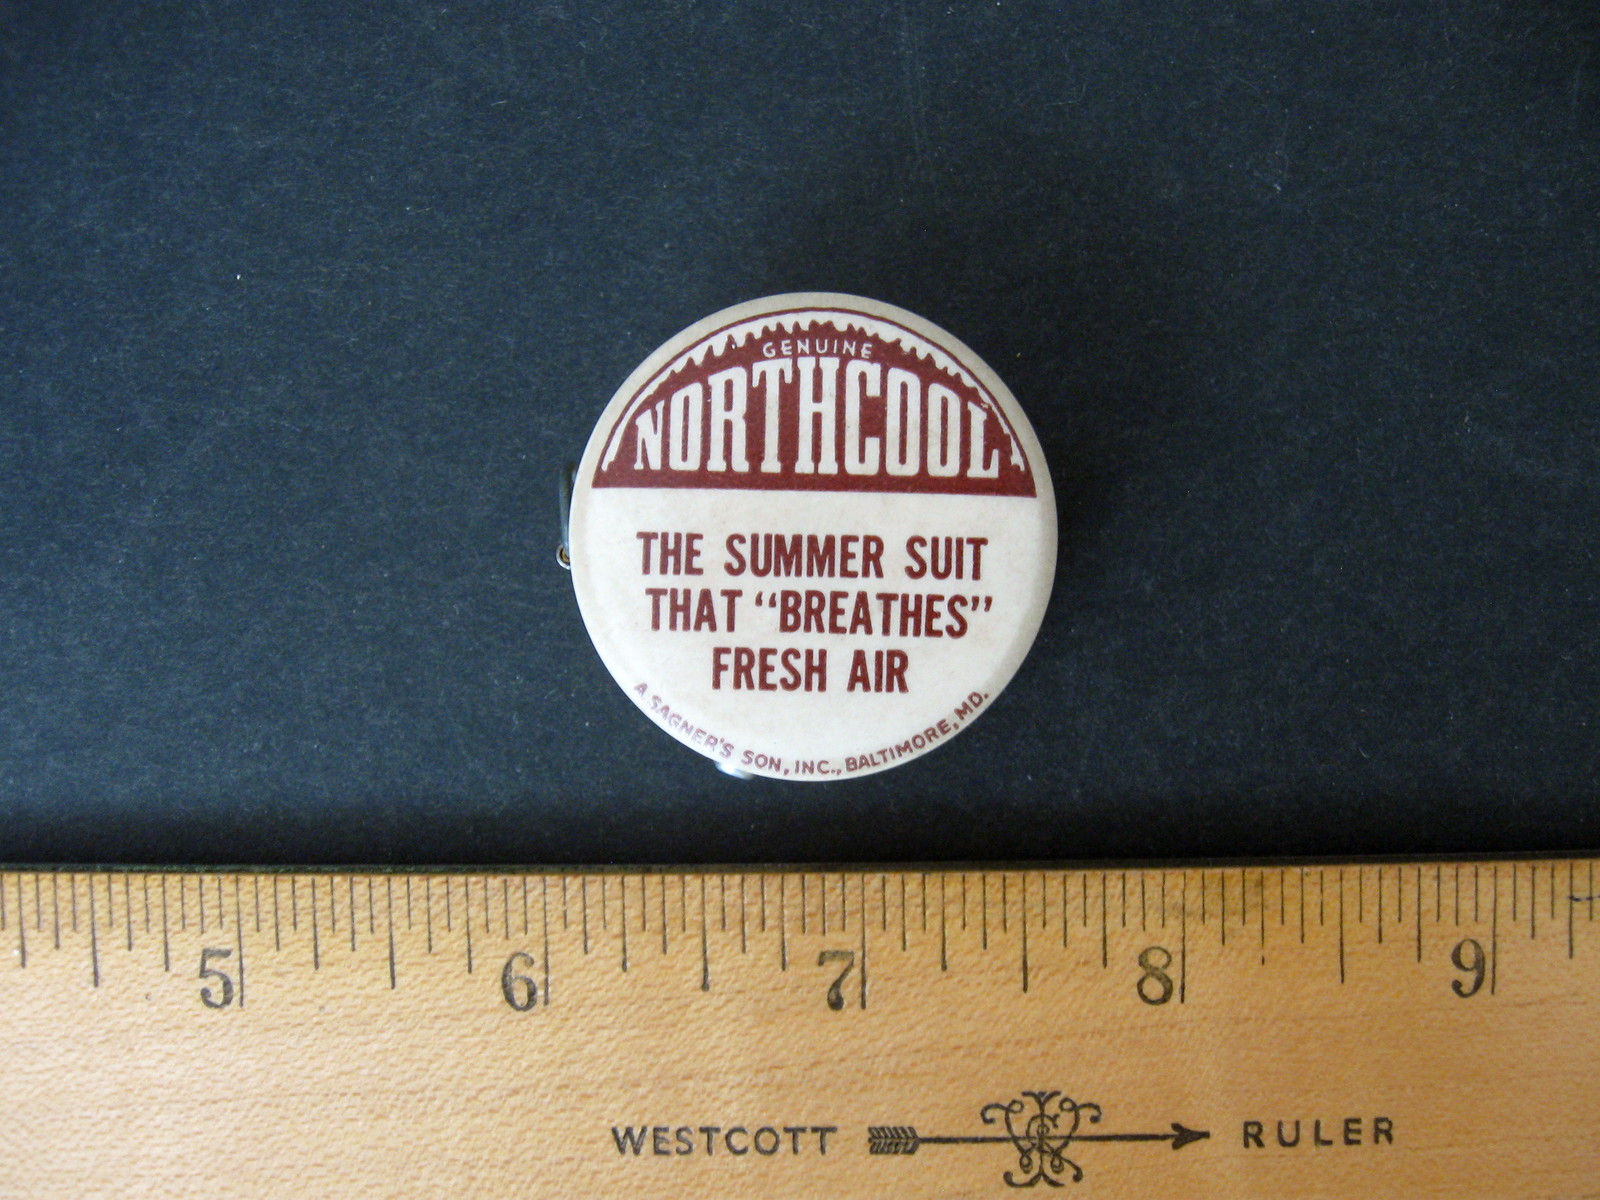 GENUINE
NORTHCOOL
THE SUMMER SUIT
THAT “BREATHES”
FRESH AIR
A. SAGNER'S SON, INC., BALTIMORE, MD.
5 6 7 8 9
WESTCOTT RULER